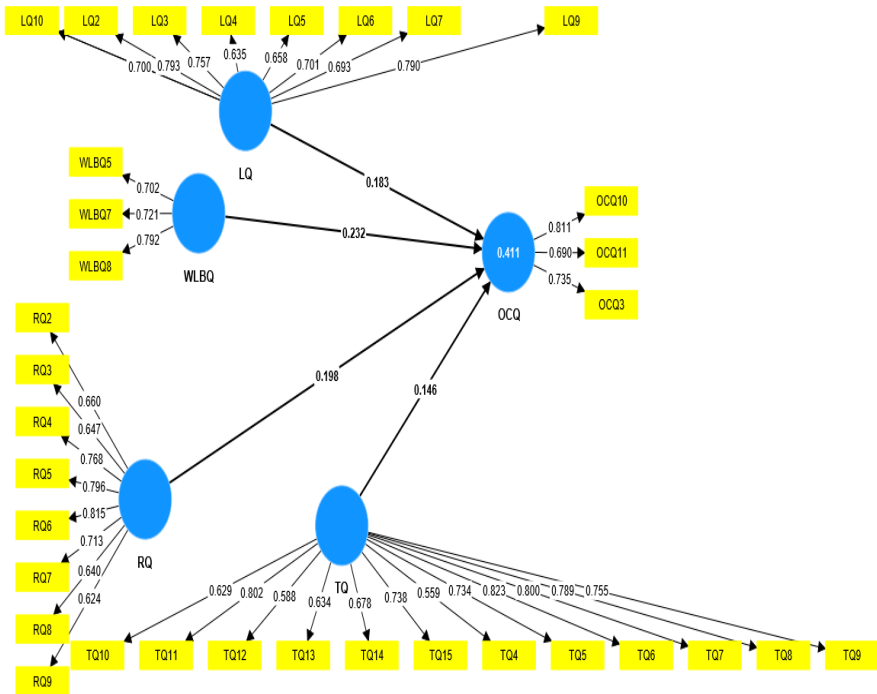 LQ10 LQ2 LQ3 LQ4 LQ5 LQ6 LQ7 LQ9
0.700 0.793 0.757 0.635 0.658 0.701 0.693 0.790
LQ
0.183
WLBQ5
WLBQ7
WLBQ8
0.702
0.721
0.792
WLBQ
0.232
OCQ10
OCQ11
OCQ3
0.811
0.690
0.735
0.411
OCQ
RQ2
RQ3
RQ4
RQ5
RQ6
RQ7
RQ8
RQ9
0.660
0.647
0.768
0.796
0.815
0.713
0.640
0.624
RQ
0.198
0.146
TQ
0.629 0.802 0.588 0.634 0.678 0.738 0.559 0.734 0.823 0.800 0.789 0.755
TQ10 TQ11 TQ12 TQ13 TQ14 TQ15 TQ4 TQ5 TQ6 TQ7 TQ8 TQ9